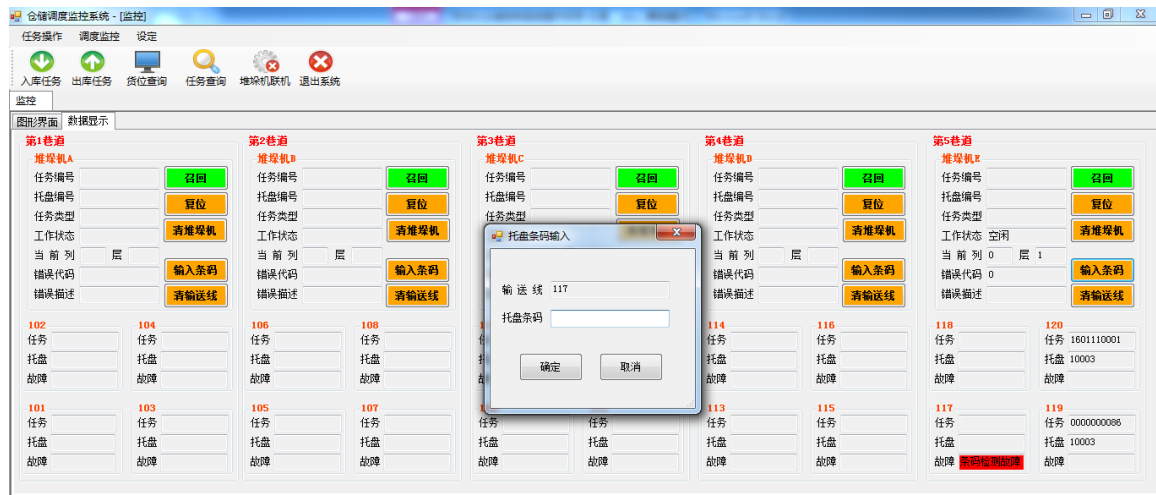 仓储调度监控系统 - [监控]
任务操作 调度监控 设定
入库任务 出库任务 货位查询 任务查询 堆垛机联机 退出系统
监控
图形界面 数据显示
第1巷道 第2巷道 第3巷道 第4巷道 第5巷道
堆垛机A 堆垛机B 堆垛机C 堆垛机D 堆垛机E
任务编号 召回 任务编号 召回 任务编号 召回 任务编号 召回 任务编号 召回
托盘编号 复位 托盘编号 复位 托盘编号 复位 托盘编号 复位 托盘编号 复位
任务类型 任务类型 任务类型 任务类型 任务类型
工作状态 清堆垛机 工作状态 清堆垛机 工作状态 清堆垛机 工作状态 空闲 清堆垛机
当前列 层 当前列 层 当前列 层 当前列 0 层 1
错误代码 输入条码 错误代码 输入条码 错误代码 输入条码 错误代码 0 输入条码
错误描述 清输送线 错误描述 清输送线 错误描述 清输送线 错误描述 清输送线
托盘条码输入
输送线 117
托盘条码
确定 取消
102 104 106 108 114 116 118 120
任务 任务 任务 任务 任务 任务 任务 任务 1601110001
托盘 托盘 托盘 托盘 托盘 托盘 托盘 托盘 10003
故障 故障 故障 故障 故障 故障 故障 故障
101 103 105 107 113 115 117 119
任务 任务 任务 任务 任务 任务 任务 任务 任务 任务 0000000086
托盘 托盘 托盘 托盘 托盘 托盘 托盘 托盘 托盘 托盘 10003
故障 故障 故障 故障 故障 故障 故障 故障 故障 条码检测故障 故障